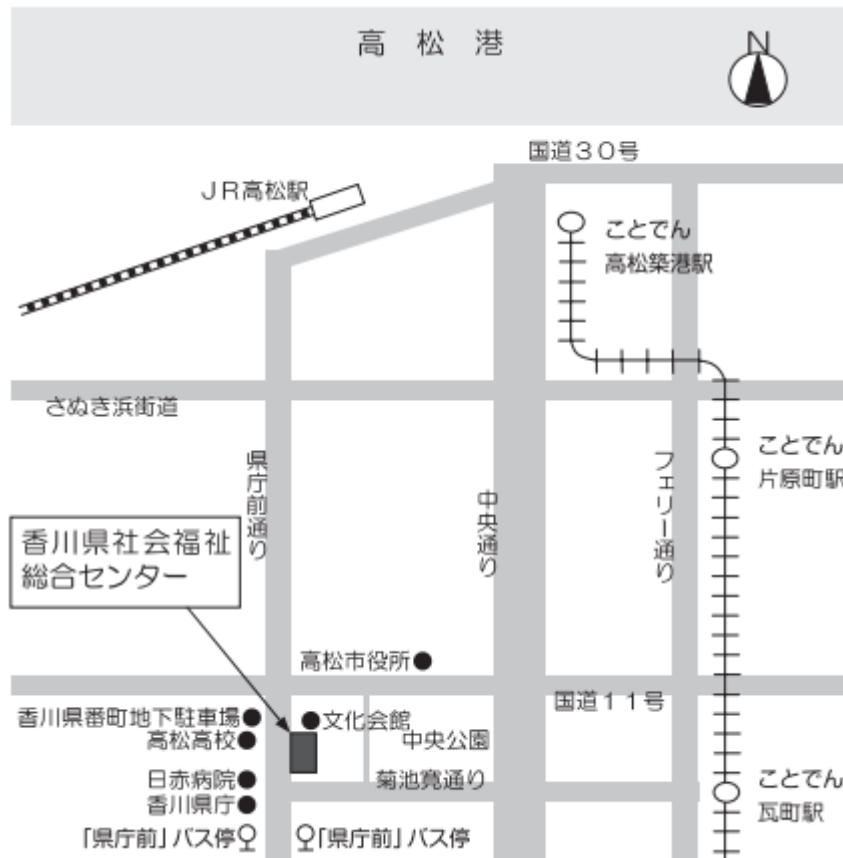 高松港
N
国道30号
JR高松駅
ことでん
高松築港駅
さぬき浜街道
県庁前通り
中央通り
フェリー通り
ことでん
片原町駅
香川県社会福祉
総合センター
高松市役所
国道11号
香川県番町地下駐車場
文化会館
高松高校
中央公園
日赤病院
菊池寛通り
ことでん
瓦町駅
香川県庁
「県庁前」バス停
「県庁前」バス停